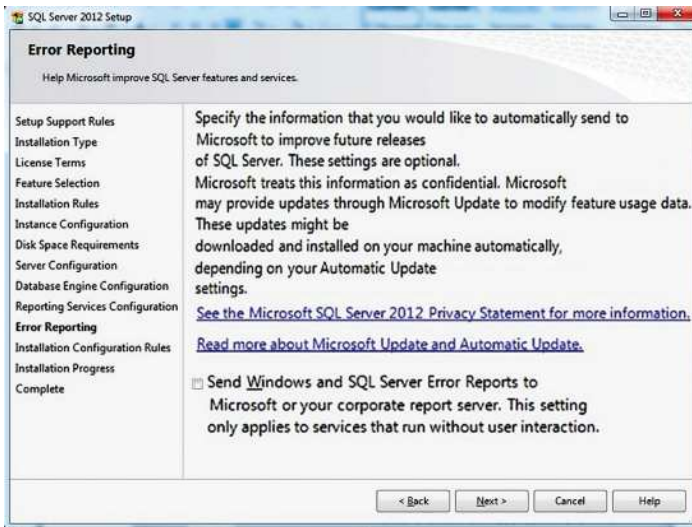 SQL Server 2012 Setup
Error Reporting
Help Microsoft improve SQL Server features and services.
Setup Support Rules
Installation Type
License Terms
Feature Selection
Installation Rules
Instance Configuration
Disk Space Requirements
Server Configuration
Database Engine Configuration
Reporting Services Configuration
Error Reporting
Installation Configuration Rules
Installation Progress
Complete
Specify the information that you would like to automatically send to
Microsoft to improve future releases
of SQL Server. These settings are optional.
Microsoft treats this information as confidential. Microsoft
may provide updates through Microsoft Update to modify feature usage data.
These updates might be
downloaded and installed on your machine automatically,
depending on your Automatic Update
settings.
See the Microsoft SQL Server 2012 Privacy Statement for more information.
Read more about Microsoft Update and Automatic Update.
Send Windows and SQL Server Error Reports to
Microsoft or your corporate report server. This setting
only applies to services that run without user interaction.
< Back
Next >
Cancel
Help